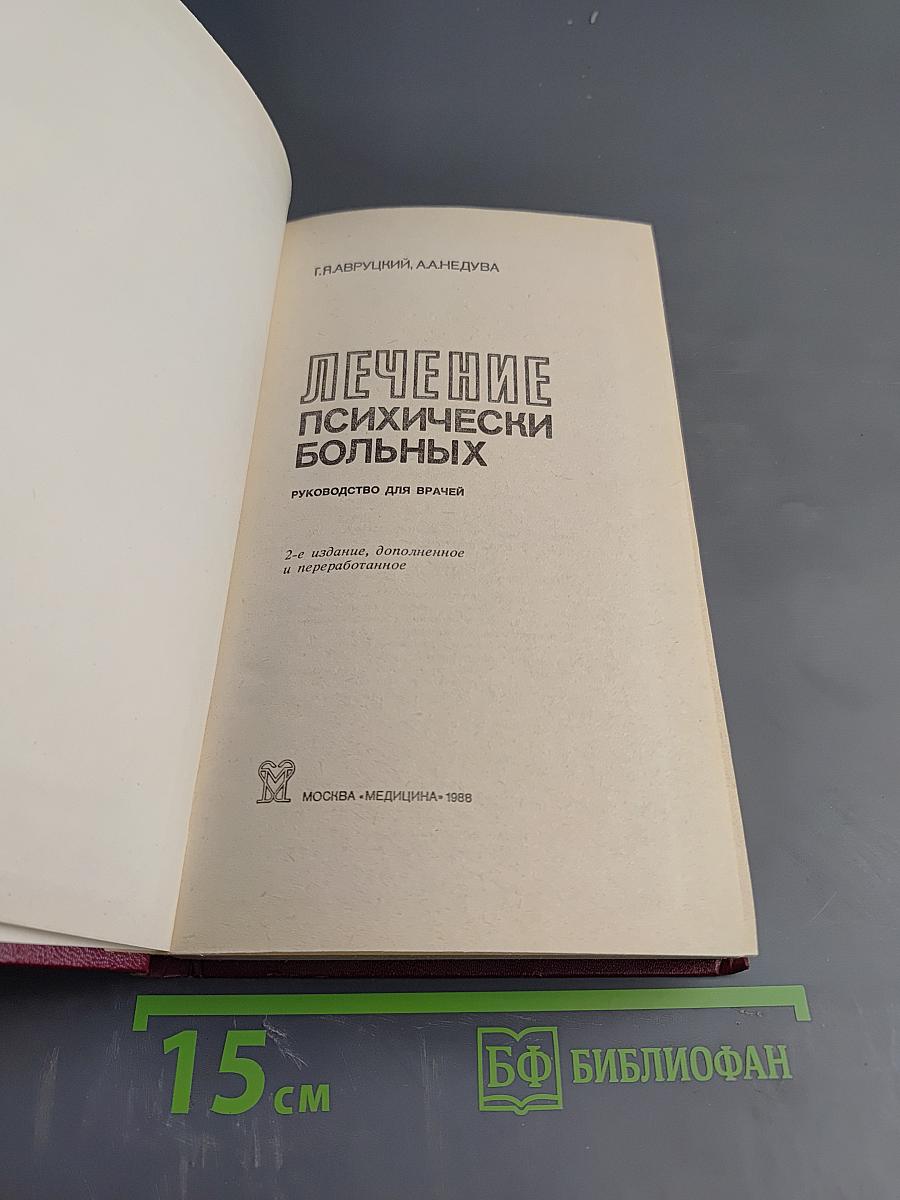 Г.Я.АВРУЦКИЙ, А.А.НЕДУВА
ЛЕЧЕНИЕ
ПСИХИЧЕСКИ
БОЛЬНЫХ
РУКОВОДСТВО ДЛЯ ВРАЧЕЙ
2-е издание, дополненное
и переработанное
МОСКВА «МЕДИЦИНА» 1988
15 см
БФ БИБЛИОФАН